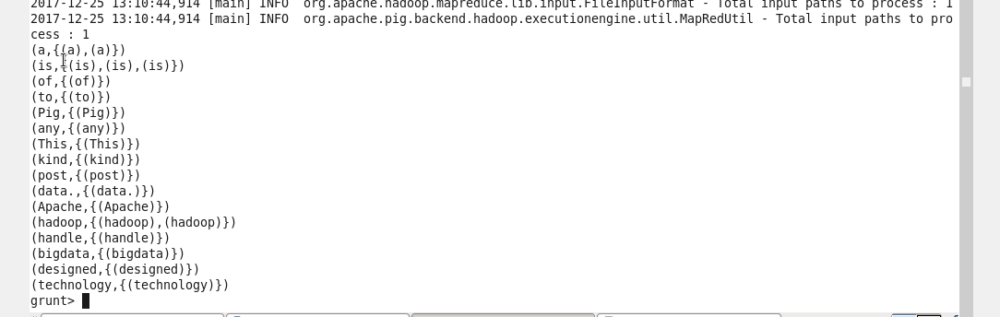 2017-12-25 13:10:44,914 [main] INFO  org.apache.hadoop.mapreduce.lib.input.FileInputFormat - Total input paths to process : 1
2017-12-25 13:10:44,914 [main] INFO  org.apache.pig.backend.hadoop.executionengine.util.MapRedUtil - Total input paths to pro
cess : 1
(a,{(a),(a)})
(is,{(is),(is),(is)})
(of,{(of)})
(to,{(to)})
(Pig,{(Pig)})
(any,{(any)})
(This,{(This)})
(kind,{(kind)})
(post,{(post)})
(data.,{(data.)})
(Apache,{(Apache)})
(hadoop,{(hadoop),(hadoop)})
(handle,{(handle)})
(bigdata,{(bigdata)})
(designed,{(designed)})
(technology,{(technology)})
grunt>